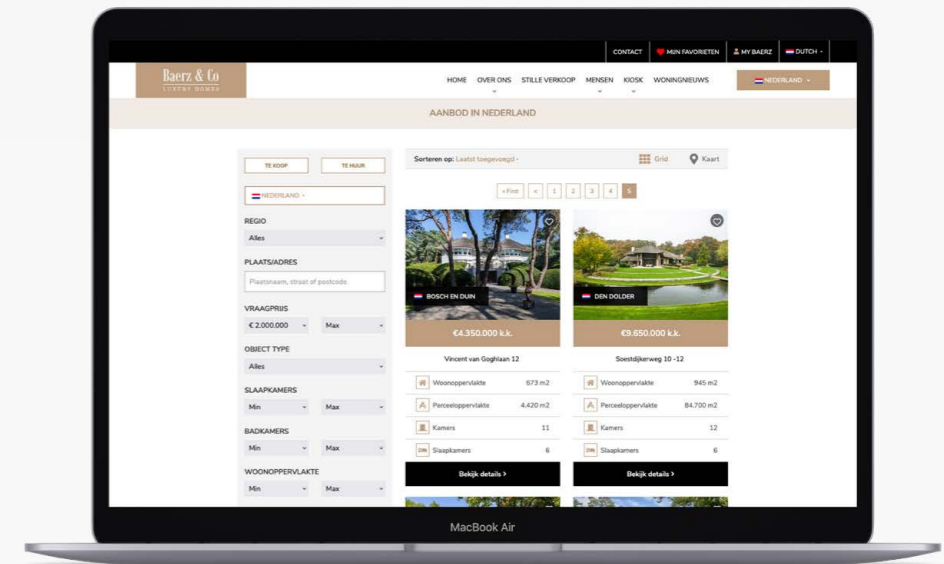 CONTACT MIJN FAVORIETEN MY BAERZ DUTCH
Baerz & Co
LUXURY HOMES
HOME OVER ONS STILLE VERKOOP MENSEN KIOSK WONINGNIEUWS NEDERLAND
AANBOD IN NEDERLAND
TE KOOP TE HUUR
NEDERLAND
REGIO
Alles
PLAATS/ADRES
Plaatsnaam, straat of postcode
VRAAGPRIJS
€ 2.000.000 Max
OBJECT TYPE
Alles
SLAAPKAMERS
Min Max
BADKAMERS
Min Max
WOONOPPERVLAKTE
Min Max
Sorteren op: Laatst toegevoegd
Grid Kaart
« First < 1 2 3 4 5
BOSCH EN DUIN
€4.350.000 k.k.
Vincent van Goghlaan 12
Woonoppervlakte 673 m2
Perceeloppervlakte 4.420 m2
Kamers 11
Slaapkamers 6
Bekijk details >
DEN DOLDER
€9.650.000 k.k.
Soestdijkerweg 10 -12
Woonoppervlakte 945 m2
Perceeloppervlakte 84.700 m2
Kamers 12
Slaapkamers 6
Bekijk details >
MacBook Air